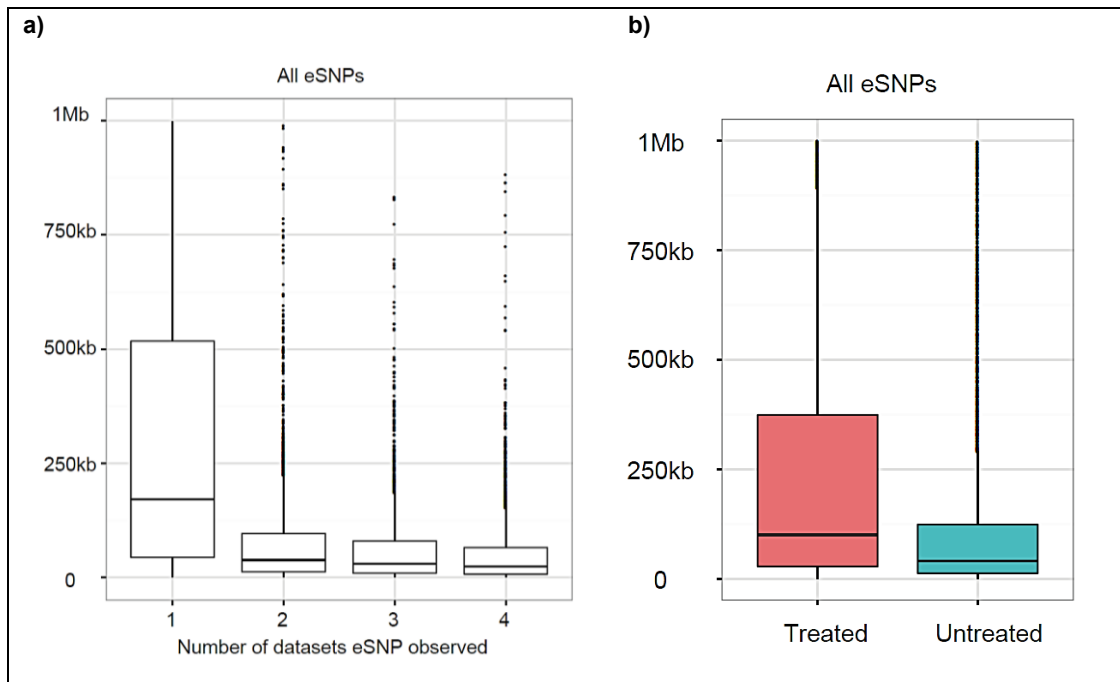 a)
All eSNPs
1Mb
750kb
500kb
250kb
0
1
2
3
4
Number of datasets eSNP observed
b)
All eSNPs
1Mb
750kb
500kb
250kb
0
Treated
Untreated